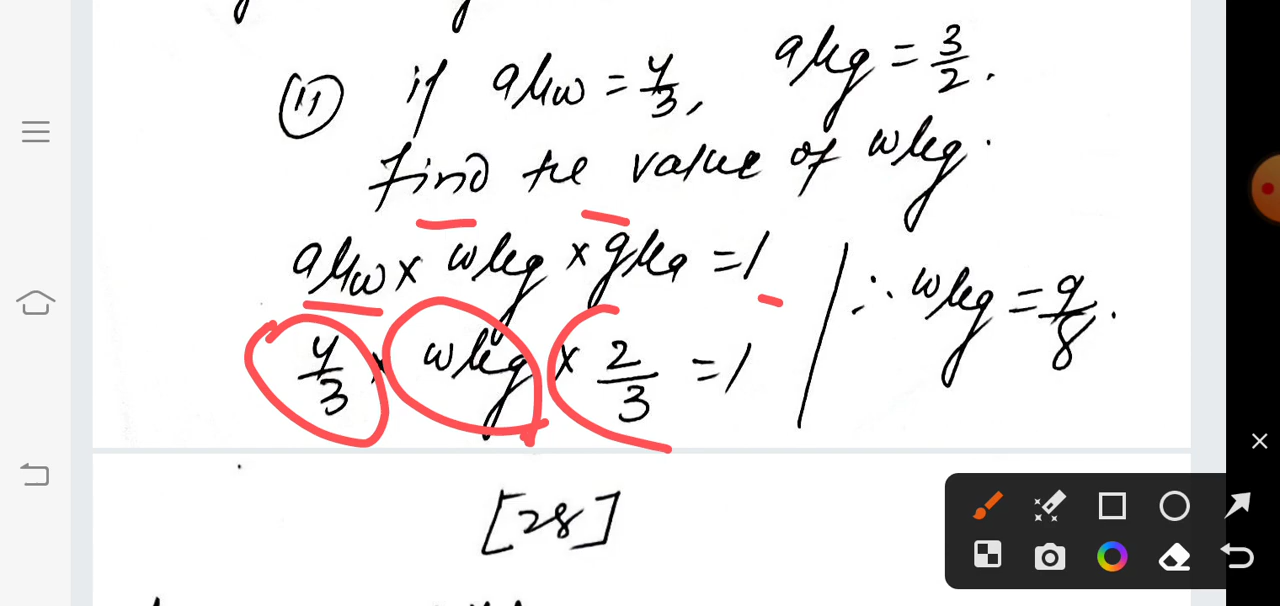 (11) if aμw = 4/3, aμg = 3/2.
Find the value of wμg.
aμw × wμg × gμa = 1
4/3 × wμg × 2/3 = 1
∴ wμg = 9/8.
[28]